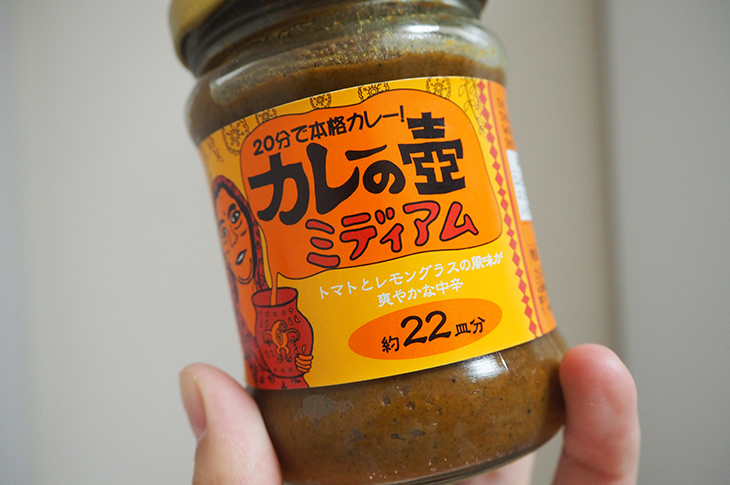 20分で本格カレー!
カレーの壺
ミディアム
トマトとレモングラスの風味が
爽やかな中辛
約22皿分